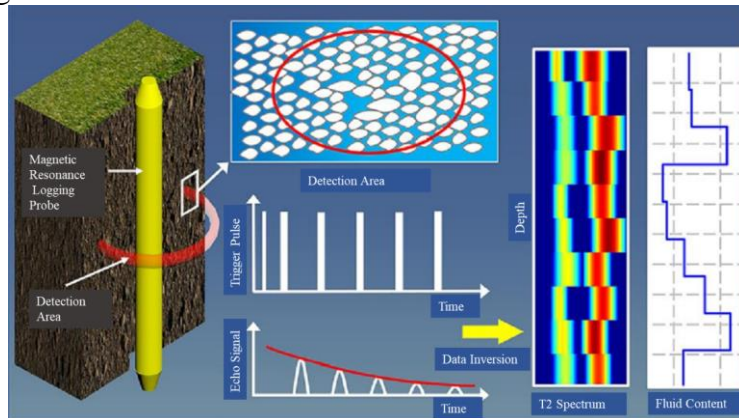 Magnetic
Resonance
Logging
Probe
Detection
Area
Detection Area
Trigger Pulse
Time
Echo Signal
Time
Data Inversion
Depth
T2 Spectrum
Fluid Content